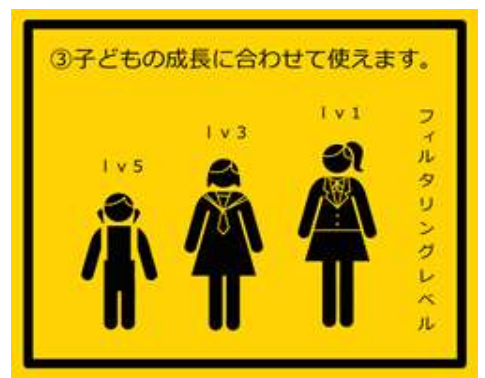 ③子どもの成長に合わせて使えます。
ｌｖ５
ｌｖ３
ｌｖ１
フィルタリングレベル